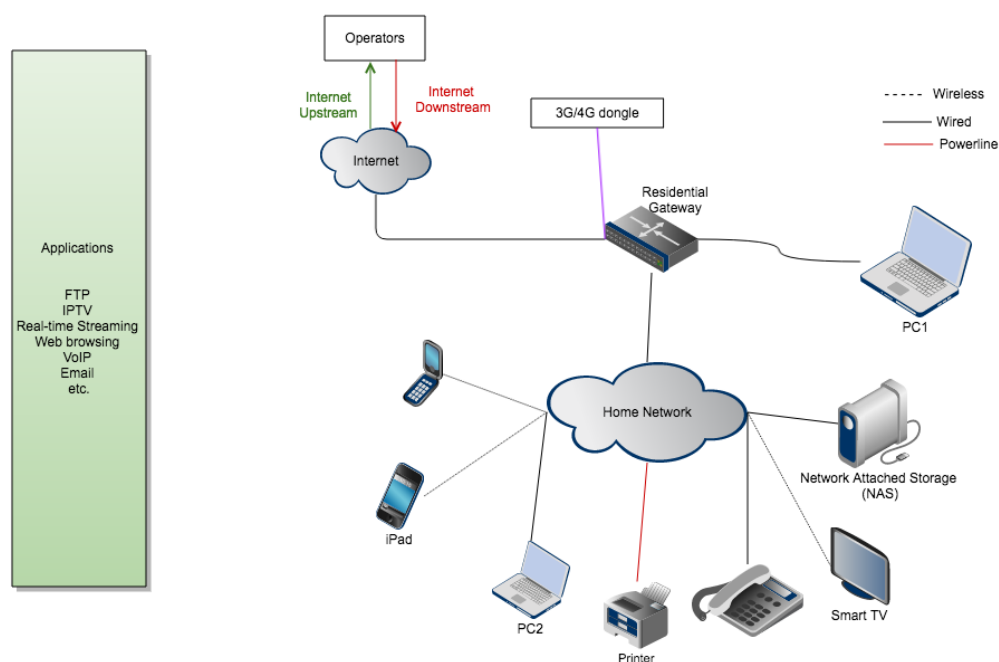 Operators
Internet
Upstream
Internet
Downstream
3G/4G dongle
Wireless
Wired
Powerline
Internet
Residential
Gateway
PC1
Applications
FTP
IPTV
Real-time Streaming
Web browsing
VoIP
Email
etc.
Home Network
Network Attached Storage
(NAS)
iPad
PC2
Printer
Smart TV